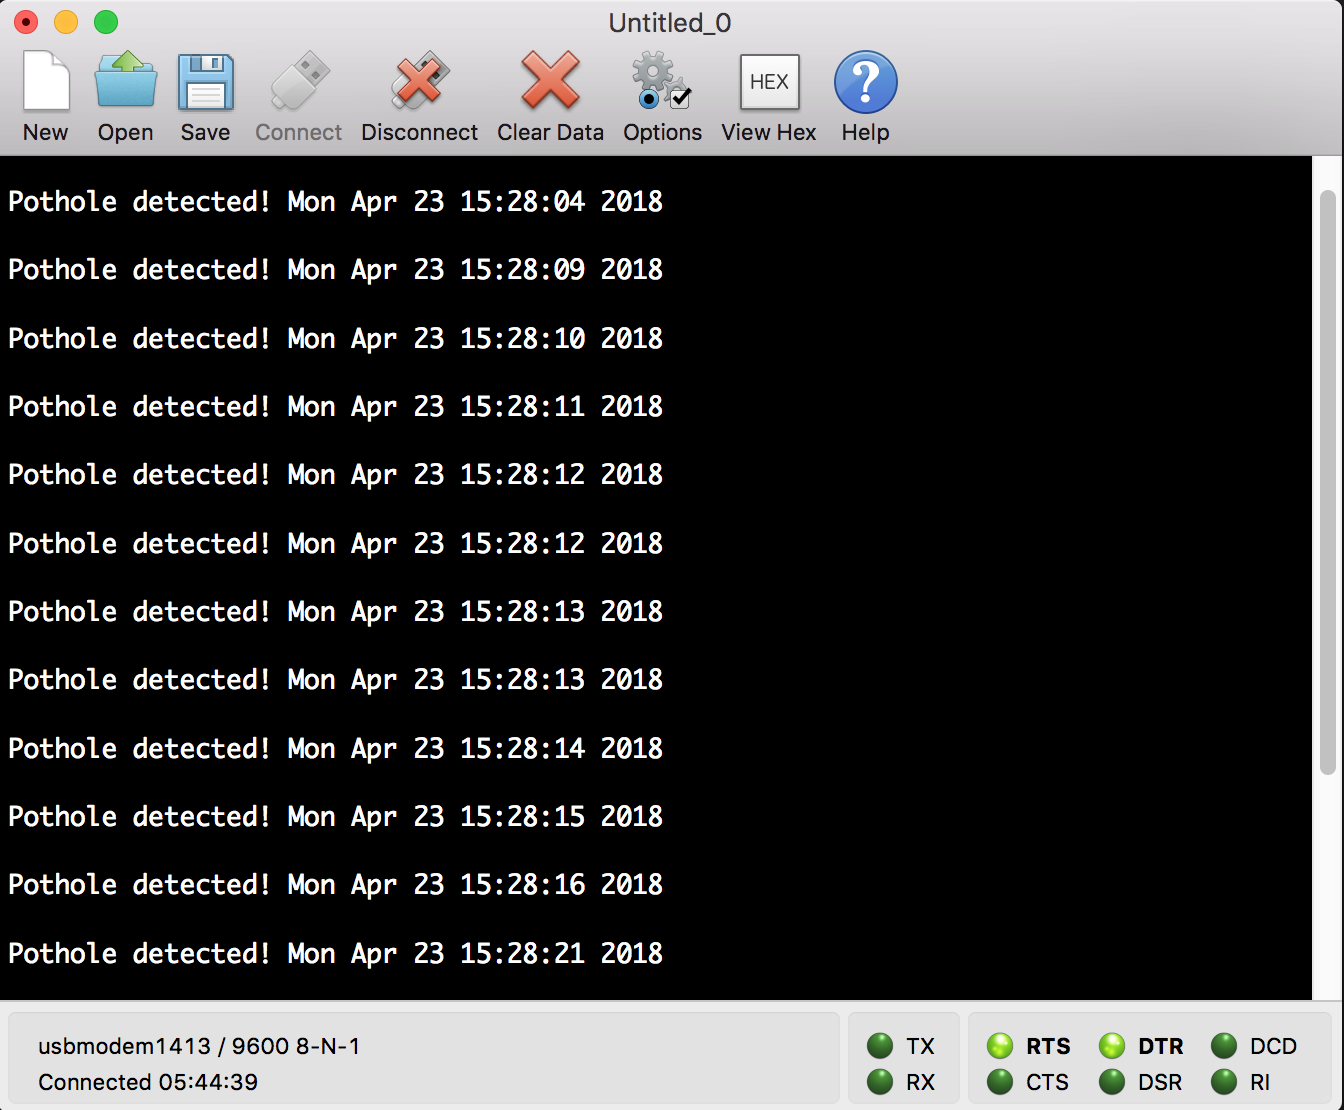 Untitled_0
New Open Save Connect Disconnect Clear Data Options HEX View Hex ? Help
Pothole detected! Mon Apr 23 15:28:04 2018
Pothole detected! Mon Apr 23 15:28:09 2018
Pothole detected! Mon Apr 23 15:28:10 2018
Pothole detected! Mon Apr 23 15:28:11 2018
Pothole detected! Mon Apr 23 15:28:12 2018
Pothole detected! Mon Apr 23 15:28:12 2018
Pothole detected! Mon Apr 23 15:28:13 2018
Pothole detected! Mon Apr 23 15:28:13 2018
Pothole detected! Mon Apr 23 15:28:14 2018
Pothole detected! Mon Apr 23 15:28:15 2018
Pothole detected! Mon Apr 23 15:28:16 2018
Pothole detected! Mon Apr 23 15:28:21 2018
usbmodem1413 / 9600 8-N-1 TX RTS DTR DCD
Connected 05:44:39 RX CTS DSR RI